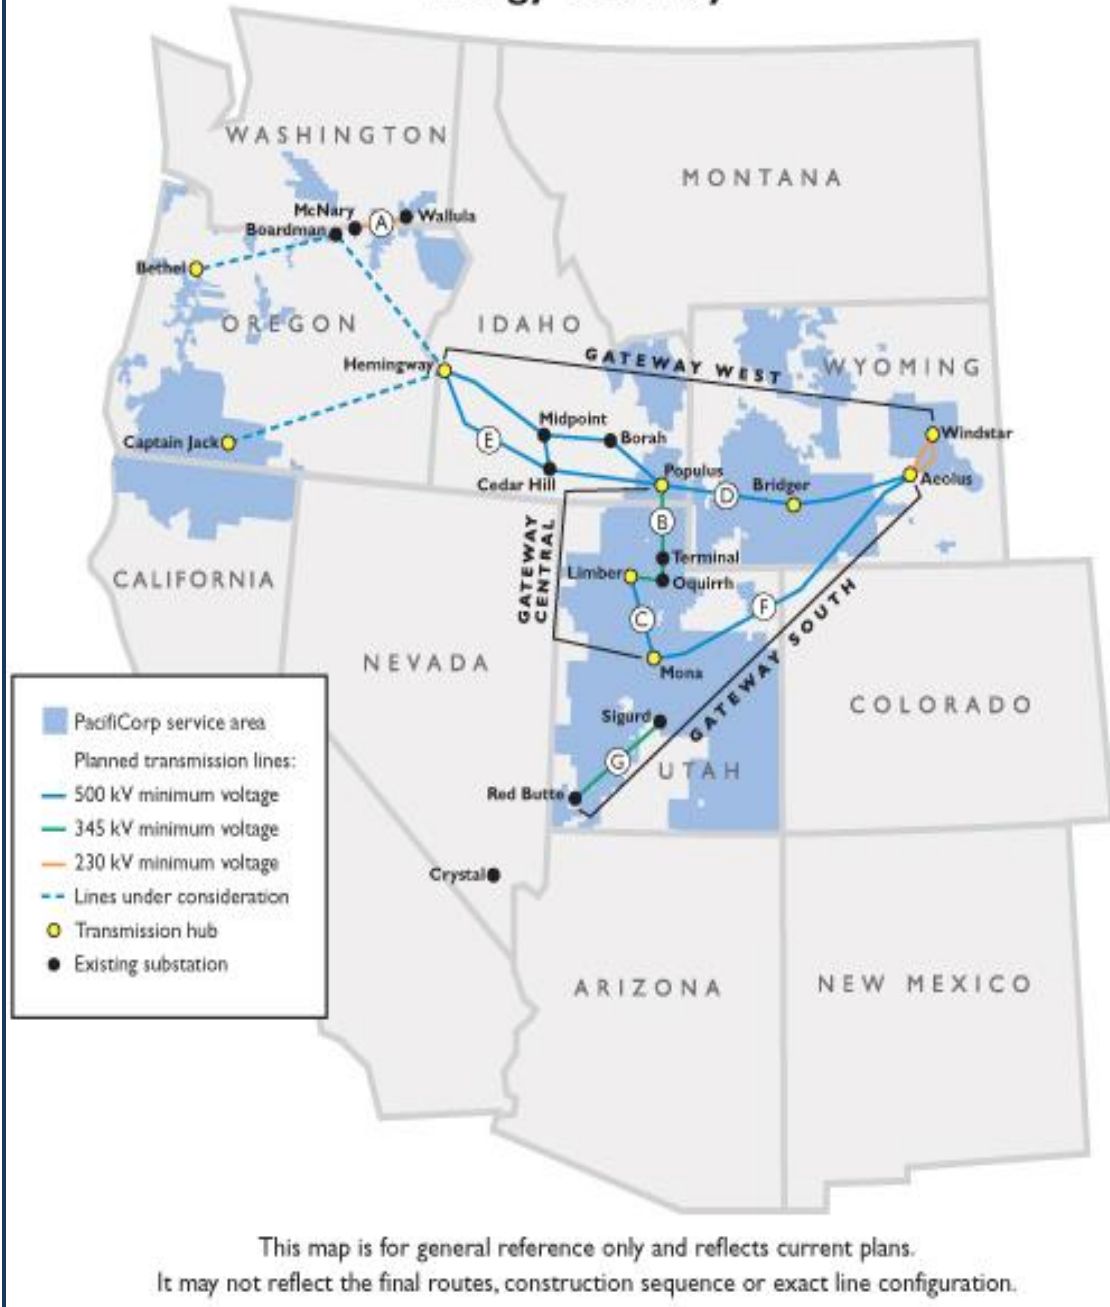 WASHINGTON
MONTANA
McNary
A
Wallula
Boardman
Bethel
OREGON
IDAHO
GATEWAY WEST
WYOMING
Hemingway
Midpoint
Windstar
E
Borah
Captain Jack
Populus
Cedar Hill
D
Bridger
Aeolus
B
GATEWAY
CENTRAL
Terminal
Limber
Oquirrh
CALIFORNIA
C
F
GATEWAY SOUTH
NEVADA
Mona
COLORADO
Sigurd
G
UTAH
Red Butte
Crystal
ARIZONA
NEW MEXICO
PacifiCorp service area
Planned transmission lines:
500 kV minimum voltage
345 kV minimum voltage
230 kV minimum voltage
Lines under consideration
Transmission hub
Existing substation
This map is for general reference only and reflects current plans.
It may not reflect the final routes, construction sequence or exact line configuration.